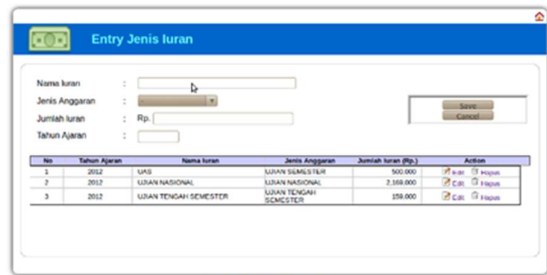 Entry Jenis Iuran
Nama Iuran :
Jenis Anggaran : -
Jumlah Iuran : Rp.
Tahun Ajaran :
Save
Cancel
No Tahun Ajaran Nama Iuran Jenis Anggaran Jumlah Iuran (Rp.) Action
1 2012 UAS UJIAN SEMESTER 500.000 Edit Hapus
2 2012 UJIAN NASIONAL UJIAN NASIONAL 2,169.000 Edit Hapus
3 2012 UJIAN TENGAH SEMESTER UJIAN TENGAH SEMESTER 159.000 Edit Hapus